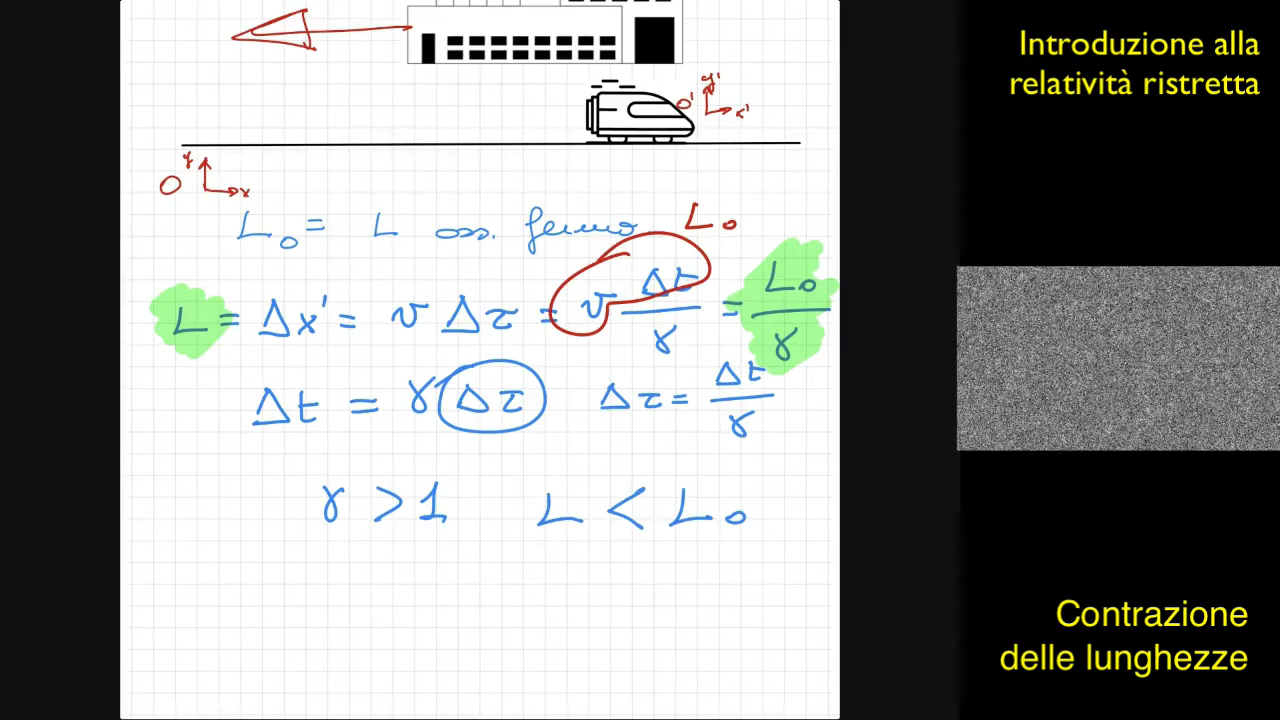 Introduzione alla
relatività ristretta
y'
O' x'
y
O x
L₀ = L oss. fermo L₀
L = Δx' = v Δτ = v Δt/γ = L₀/γ
Δt = γ Δτ Δτ = Δt/γ
γ > 1 L < L₀
Contrazione
delle lunghezze